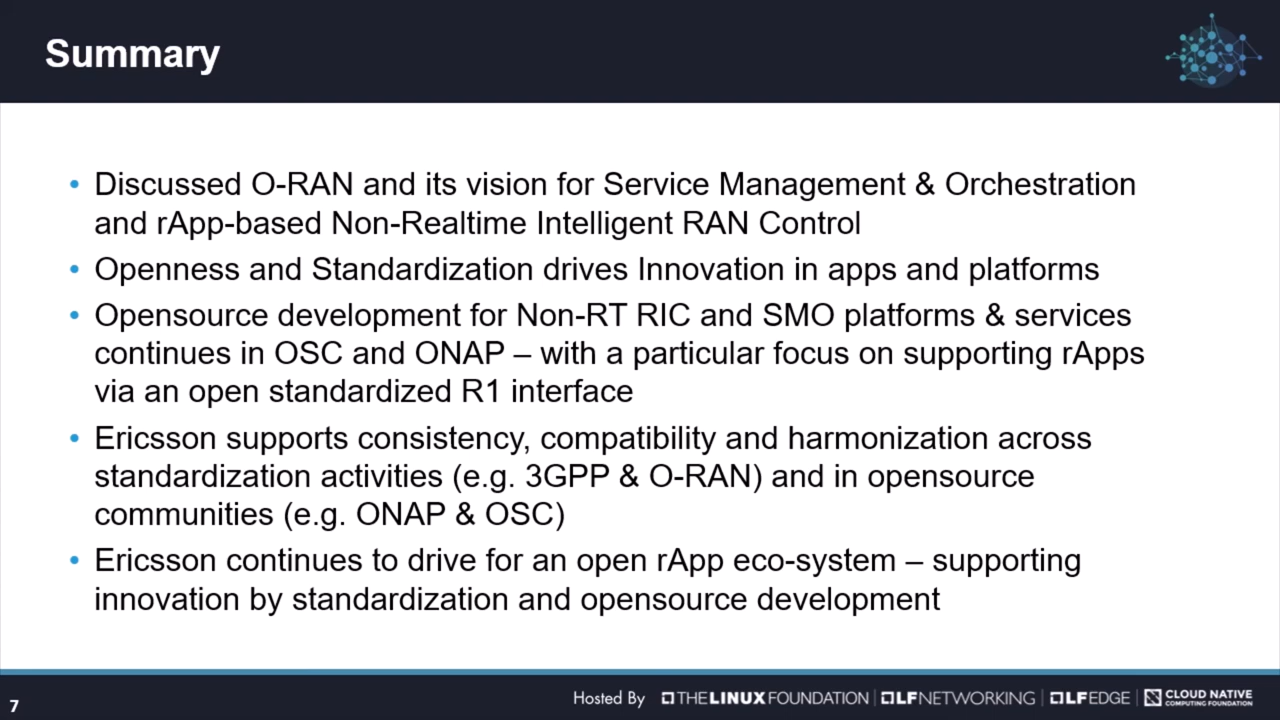 Summary
• Discussed O-RAN and its vision for Service Management & Orchestration
and rApp-based Non-Realtime Intelligent RAN Control
• Openness and Standardization drives Innovation in apps and platforms
• Opensource development for Non-RT RIC and SMO platforms & services
continues in OSC and ONAP – with a particular focus on supporting rApps
via an open standardized R1 interface
• Ericsson supports consistency, compatibility and harmonization across
standardization activities (e.g. 3GPP & O-RAN) and in opensource
communities (e.g. ONAP & OSC)
• Ericsson continues to drive for an open rApp eco-system – supporting
innovation by standardization and opensource development
7
Hosted By THE LINUX FOUNDATION | LF NETWORKING | LF EDGE | CLOUD NATIVE
COMPUTING FOUNDATION